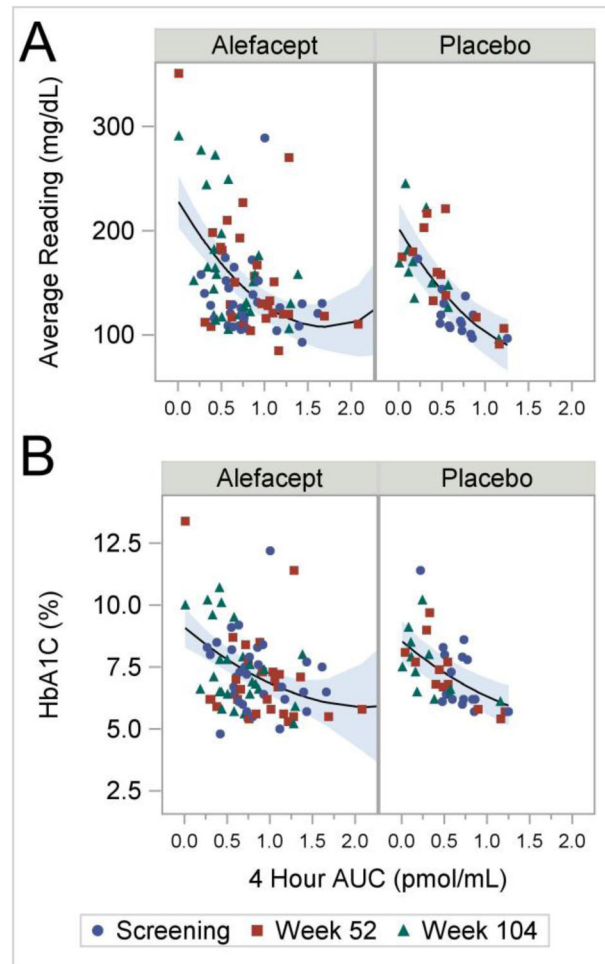 A
Alefacept Placebo
Average Reading (mg/dL)
300
200
100
0.0 0.5 1.0 1.5 2.0 0.0 0.5 1.0 1.5 2.0
B
Alefacept Placebo
HbA1C (%)
12.5
10.0
7.5
5.0
2.5
0.0 0.5 1.0 1.5 2.0 0.0 0.5 1.0 1.5 2.0
4 Hour AUC (pmol/mL)
Screening Week 52 Week 104